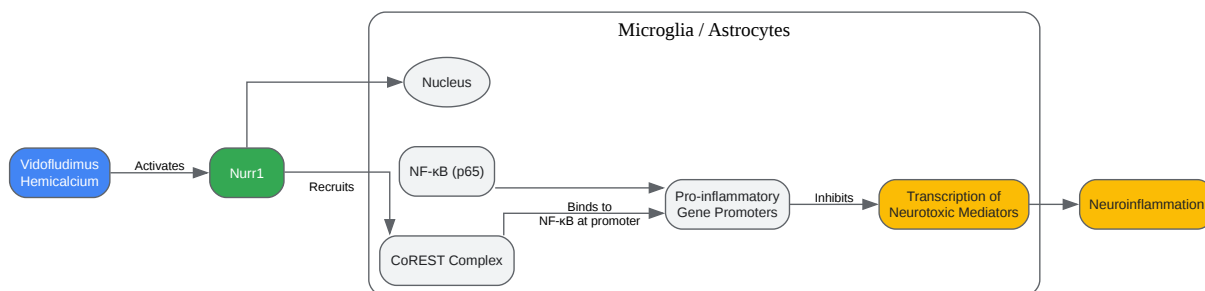 Microglia / Astrocytes
Nucleus
Vidofludimus
Hemicalcium
Activates
Nurr1
Recruits
NF-κB (p65)
CoREST Complex
Binds to
NF-κB at promoter
Pro-inflammatory
Gene Promoters
Inhibits
Transcription of
Neurotoxic Mediators
Neuroinflammation